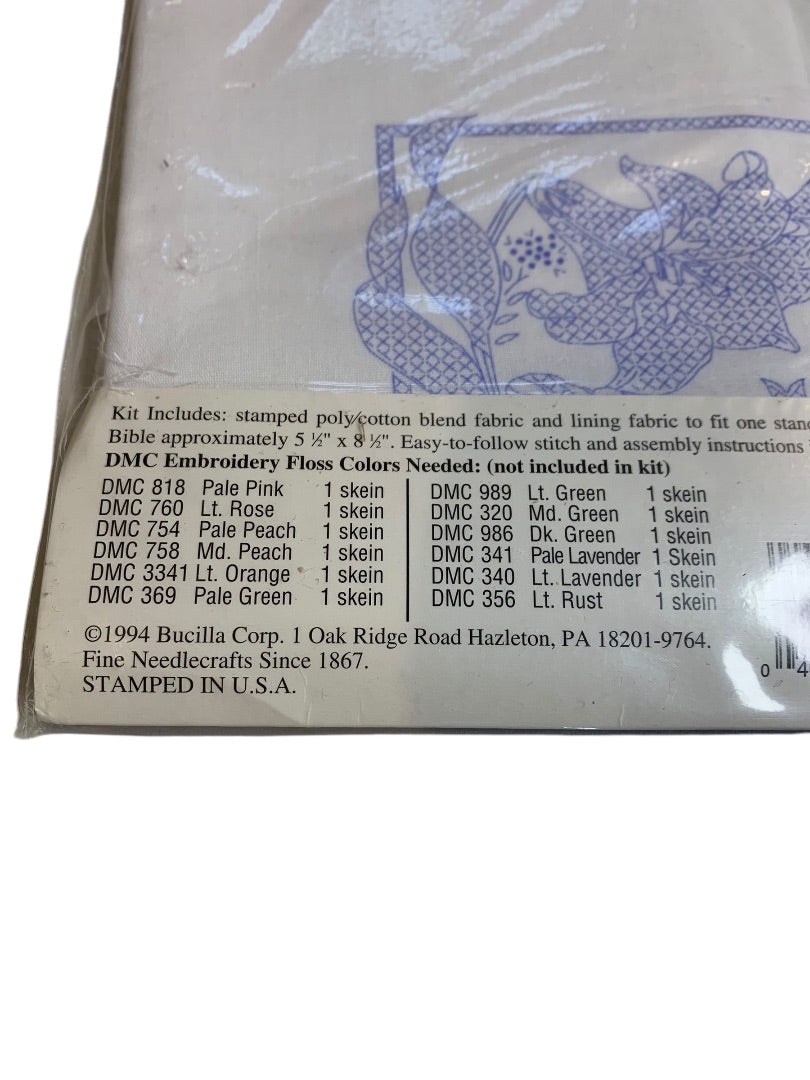 Kit Includes: stamped poly/cotton blend fabric and lining fabric to fit one
Bible approximately 5 ½" x 8 ½". Easy-to-follow stitch and assembly instructions
DMC Embroidery Floss Colors Needed: (not included in kit)
DMC 818 Pale Pink 1 skein
DMC 760 Lt. Rose 1 skein
DMC 754 Pale Peach 1 skein
DMC 758 Md. Peach 1 skein
DMC 3341 Lt. Orange 1 skein
DMC 369 Pale Green 1 skein
DMC 989 Lt. Green 1 skein
DMC 320 Md. Green 1 skein
DMC 986 Dk. Green 1 skein
DMC 341 Pale Lavender 1 Skein
DMC 340 Lt. Lavender 1 skein
DMC 356 Lt. Rust 1 skein
©1994 Bucilla Corp. 1 Oak Ridge Road Hazleton, PA 18201-9764.
Fine Needlecrafts Since 1867.
STAMPED IN U.S.A.
0 4